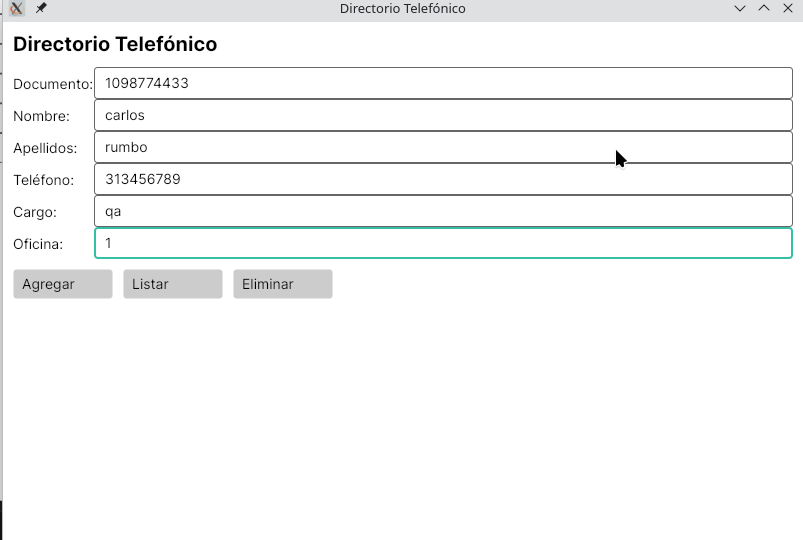 Directorio Telefónico
Directorio Telefónico
Documento: 1098774433
Nombre: carlos
Apellidos: rumbo
Teléfono: 313456789
Cargo: qa
Oficina: 1
Agregar Listar Eliminar